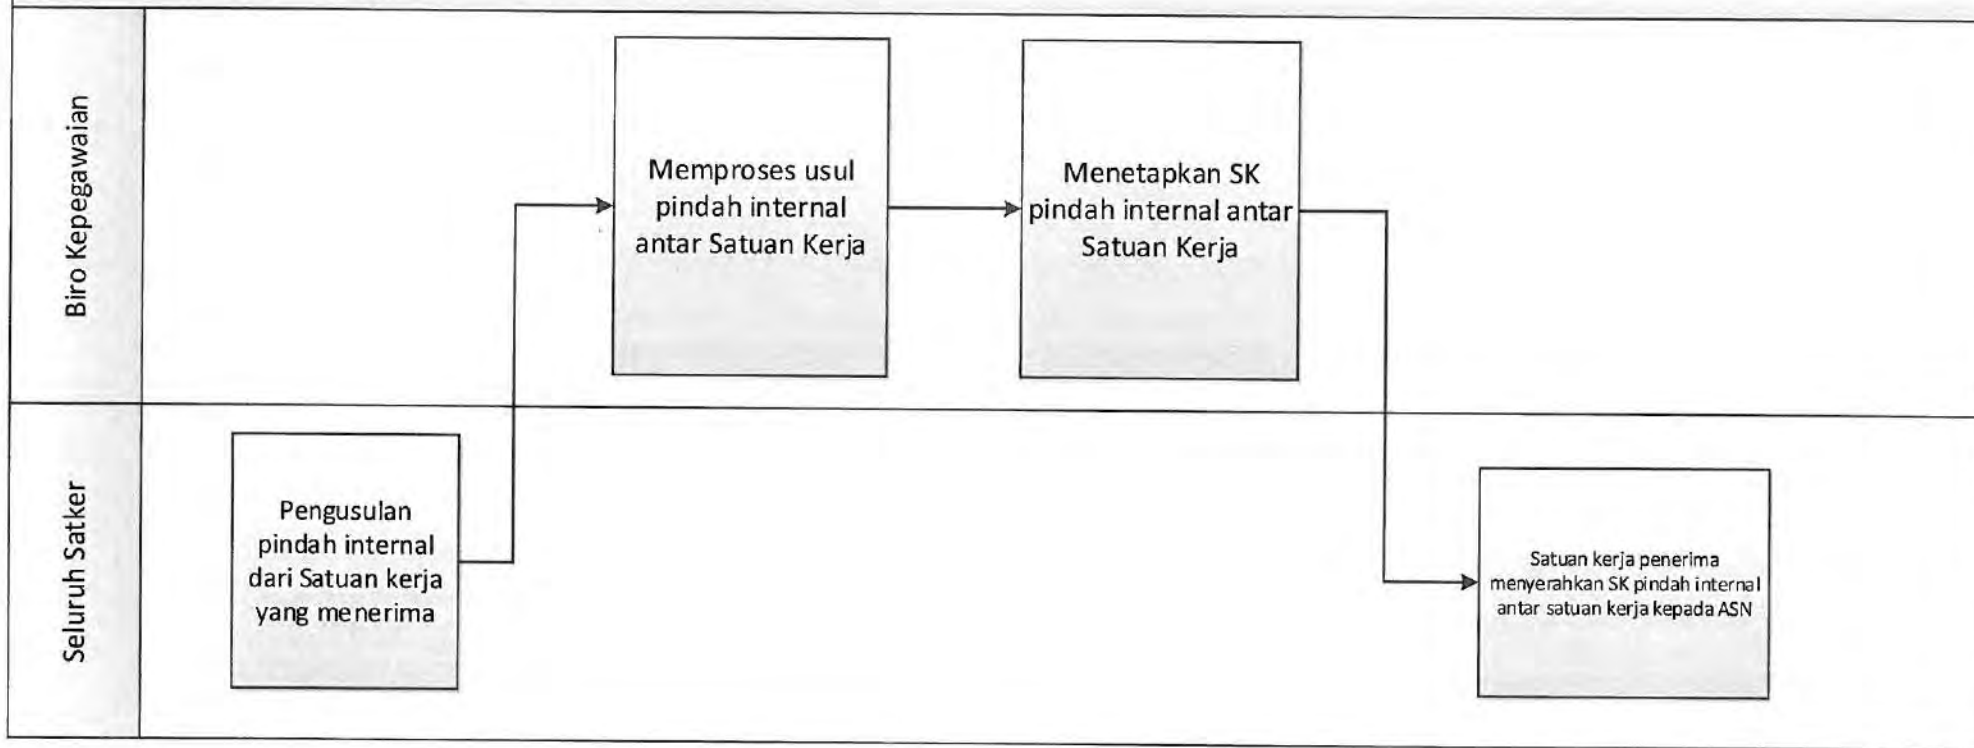 Biro Kepegawaian
Memproses usul
pindah internal
antar Satuan Kerja
Menetapkan SK
pindah internal antar
Satuan Kerja
Seluruh Satker
Pengusulan
pindah internal
dari Satuan kerja
yang menerima
Satuan kerja penerima
menyerahkan SK pindah internal
antar satuan kerja kepada ASN